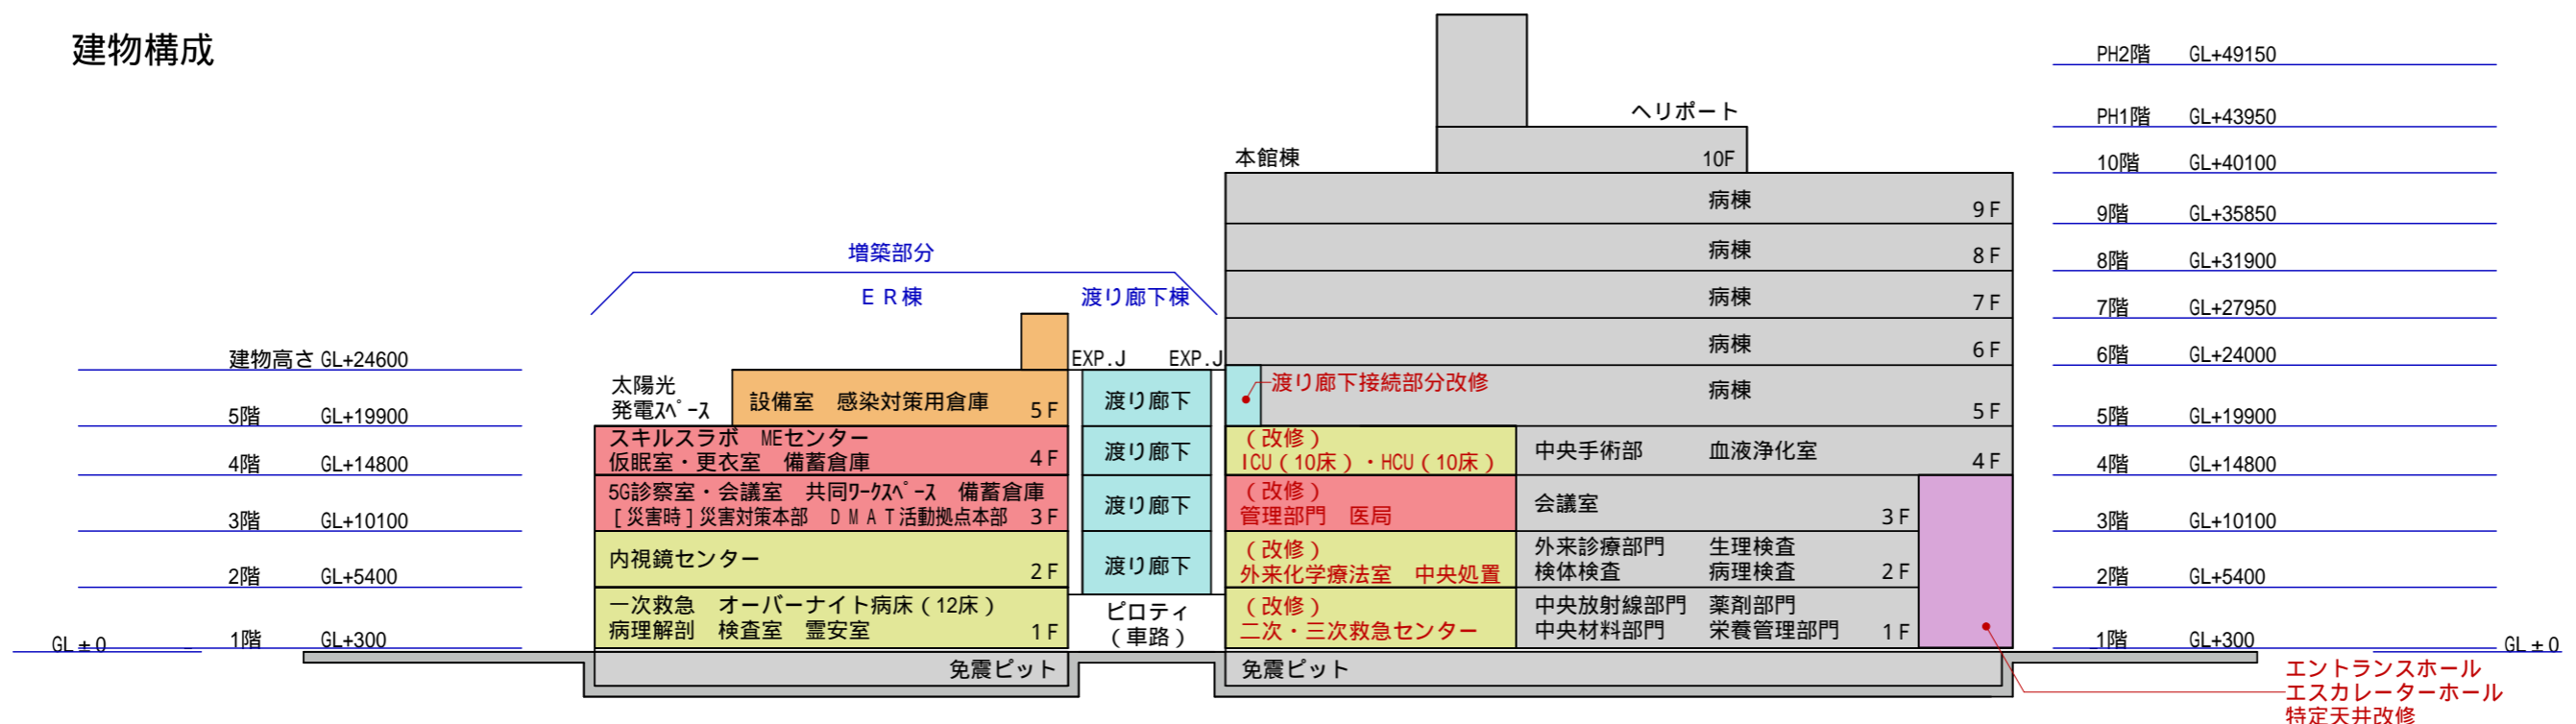 建物構成
PH2階 GL+49150
PH1階 GL+43950
10階 GL+40100
9階 GL+35850
8階 GL+31900
7階 GL+27950
6階 GL+24000
5階 GL+19900
4階 GL+14800
3階 GL+10100
2階 GL+5400
1階 GL+300
GL±0
ヘリポート
本館棟
10F
病棟 9F
病棟 8F
病棟 7F
病棟 6F
病棟 5F
渡り廊下接続部分改修
増築部分
ER棟 渡り廊下棟
EXP.J EXP.J
建物高さ GL+24600
5階 GL+19900
4階 GL+14800
3階 GL+10100
2階 GL+5400
1階 GL+300
GL±0
太陽光
発電スペース
設備室 感染対策用倉庫 5F
スキルスラボ MEセンター
仮眠室・更衣室 備蓄倉庫 4F
5G診察室・会議室 共同ワークスペース 備蓄倉庫
[災害時]災害対策本部 DMAT活動拠点本部 3F
内視鏡センター 2F
一次救急 オーバーナイト病床(12床)
病理解剖 検査室 霊安室 1F
渡り廊下
渡り廊下
渡り廊下
渡り廊下
ピロティ
(車路)
(改修)
ICU(10床)・HCU(10床)
中央手術部 血液浄化室 4F
(改修)
管理部門 医局
会議室 3F
(改修)
外来化学療法室 中央処置
外来診療部門 生理検査
検体検査 病理検査 2F
(改修)
二次・三次救急センター
中央放射線部門 薬剤部門
中央材料部門 栄養管理部門 1F
免震ピット
免震ピット
エントランスホール
エスカレーターホール
特定天井改修